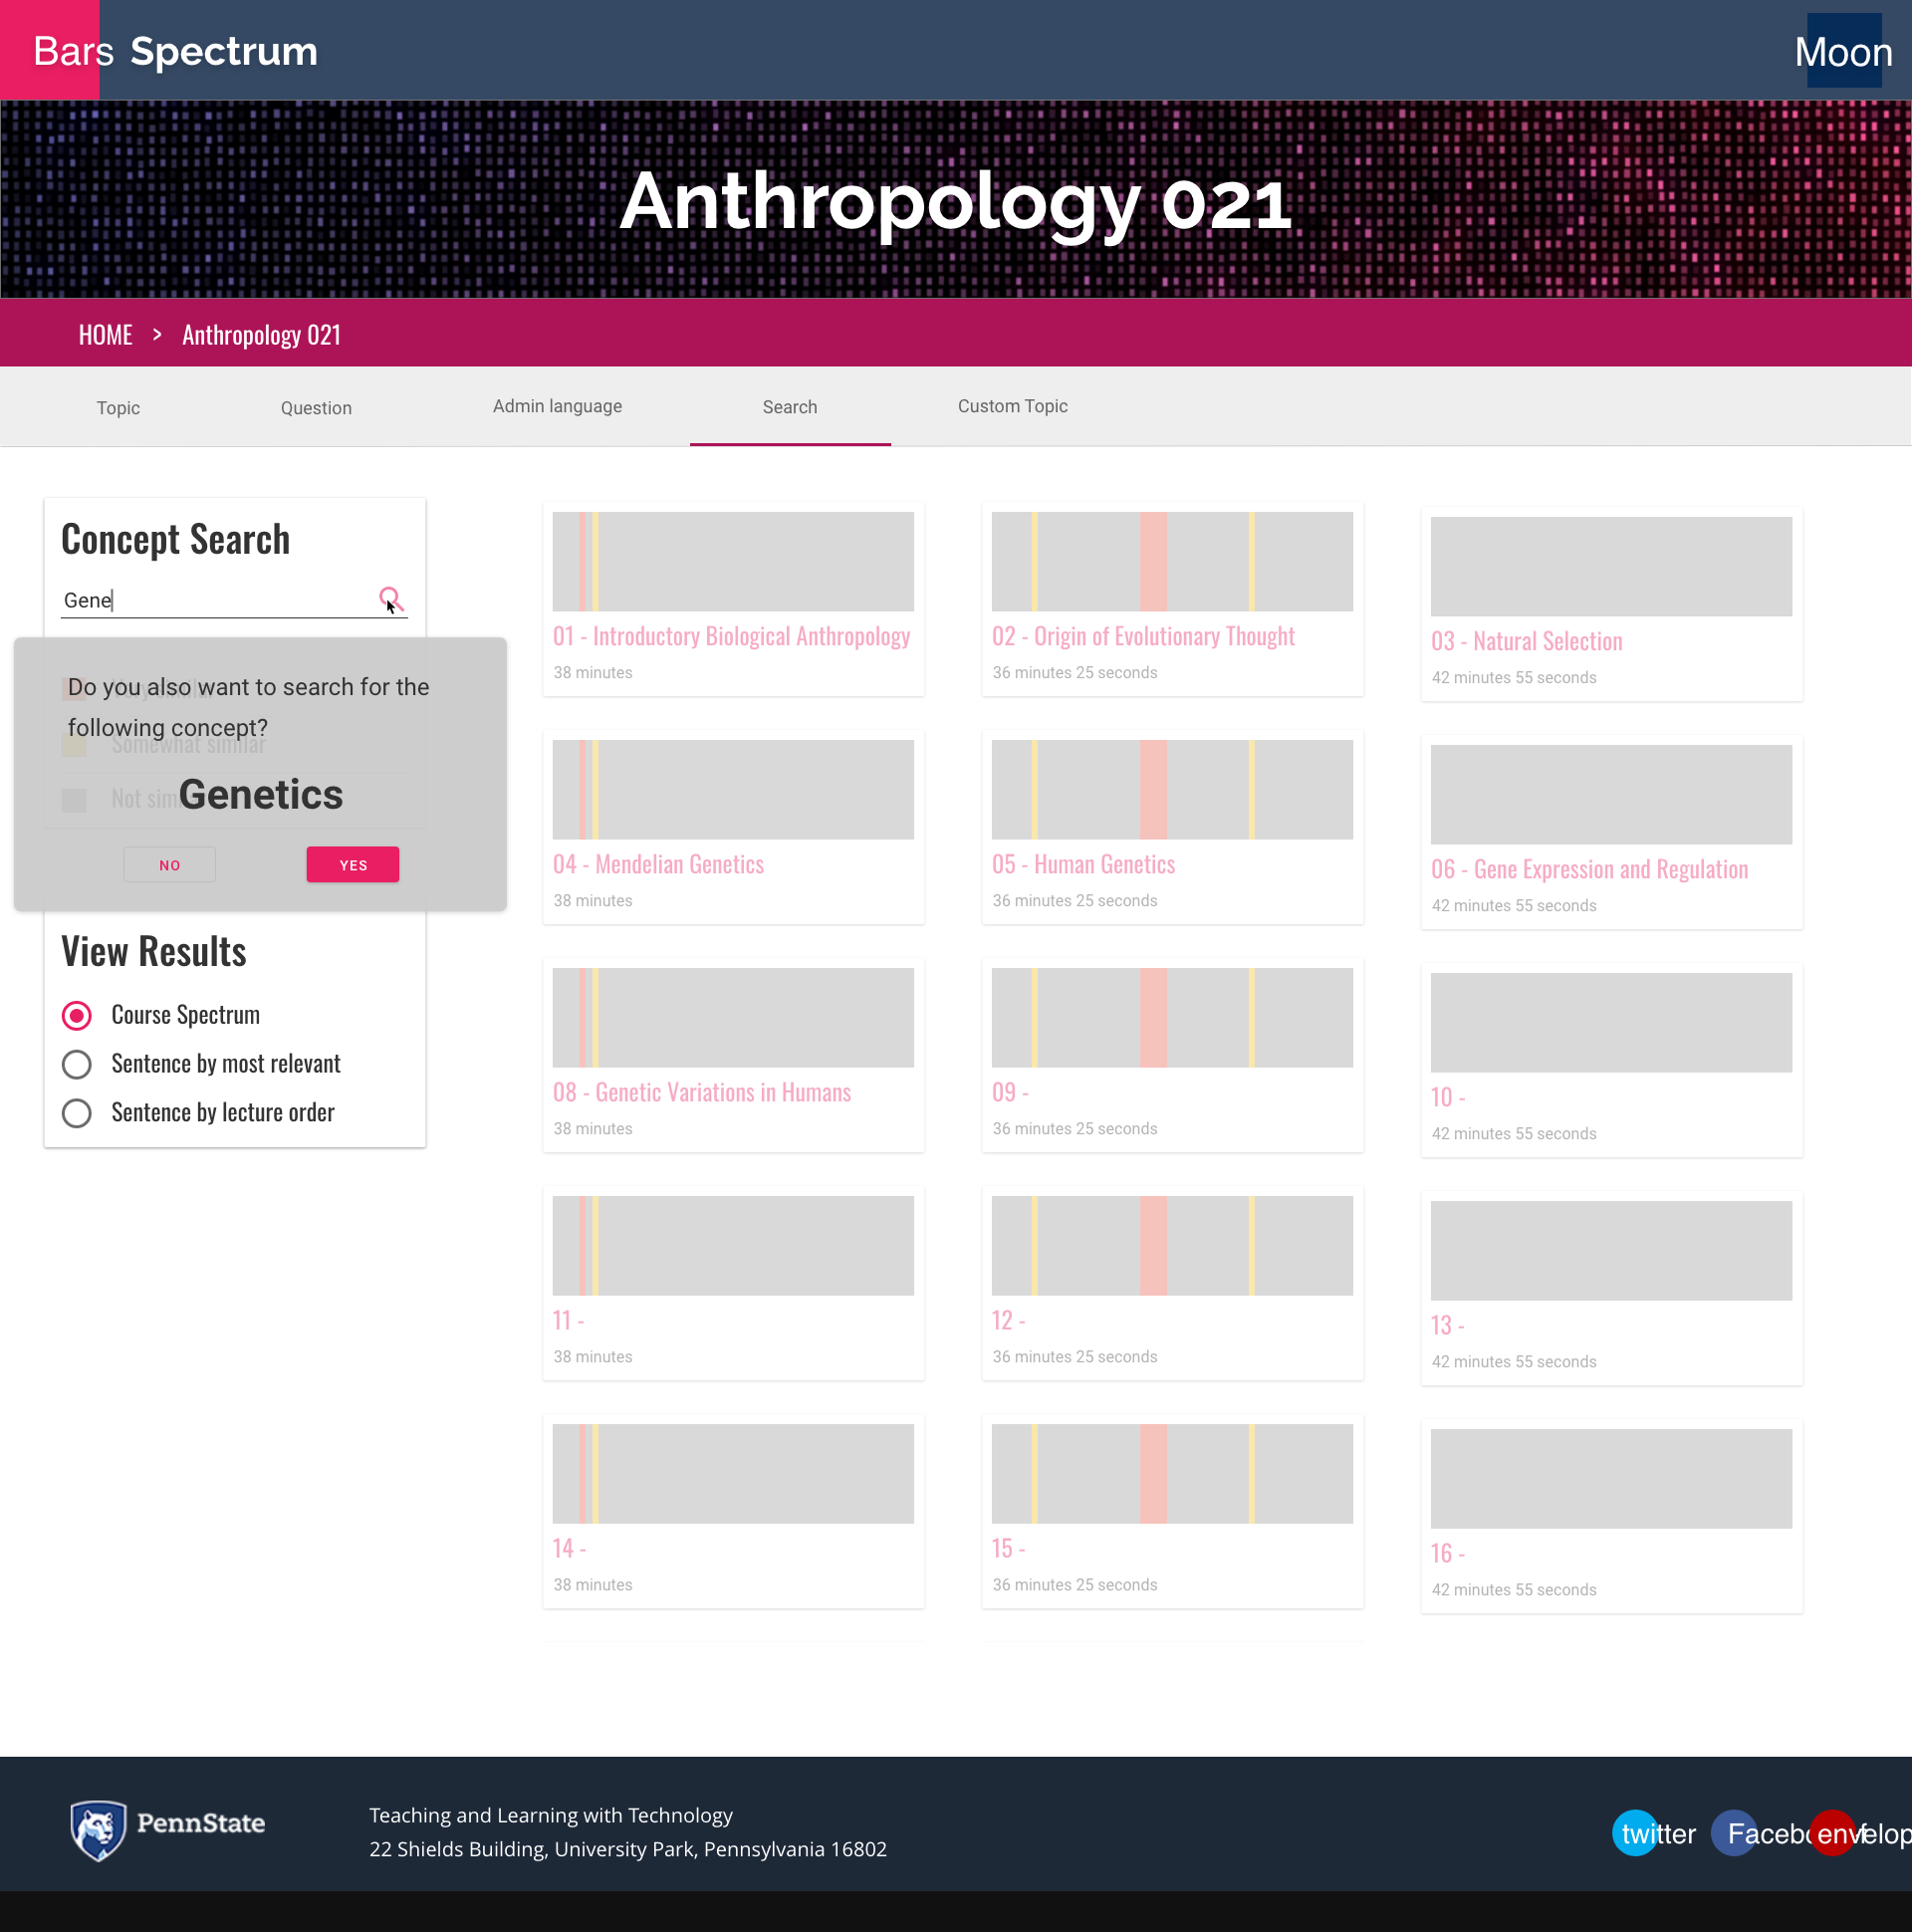 Bars Spectrum
Moon
Anthropology 021
HOME > Anthropology 021
Topic
Question
Admin language
Search
Custom Topic
Concept Search
Gene
Do you also want to search for the
following concept?
Somewhat similar
Not sim
Genetics
NO
YES
View Results
Course Spectrum
Sentence by most relevant
Sentence by lecture order
01 - Introductory Biological Anthropology
38 minutes
02 - Origin of Evolutionary Thought
36 minutes 25 seconds
03 - Natural Selection
42 minutes 55 seconds
04 - Mendelian Genetics
38 minutes
05 - Human Genetics
36 minutes 25 seconds
06 - Gene Expression and Regulation
42 minutes 55 seconds
08 - Genetic Variations in Humans
38 minutes
09 -
36 minutes 25 seconds
10 -
42 minutes 55 seconds
11 -
38 minutes
12 -
36 minutes 25 seconds
13 -
42 minutes 55 seconds
14 -
38 minutes
15 -
36 minutes 25 seconds
16 -
42 minutes 55 seconds
PennState
Teaching and Learning with Technology
22 Shields Building, University Park, Pennsylvania 16802
twitter